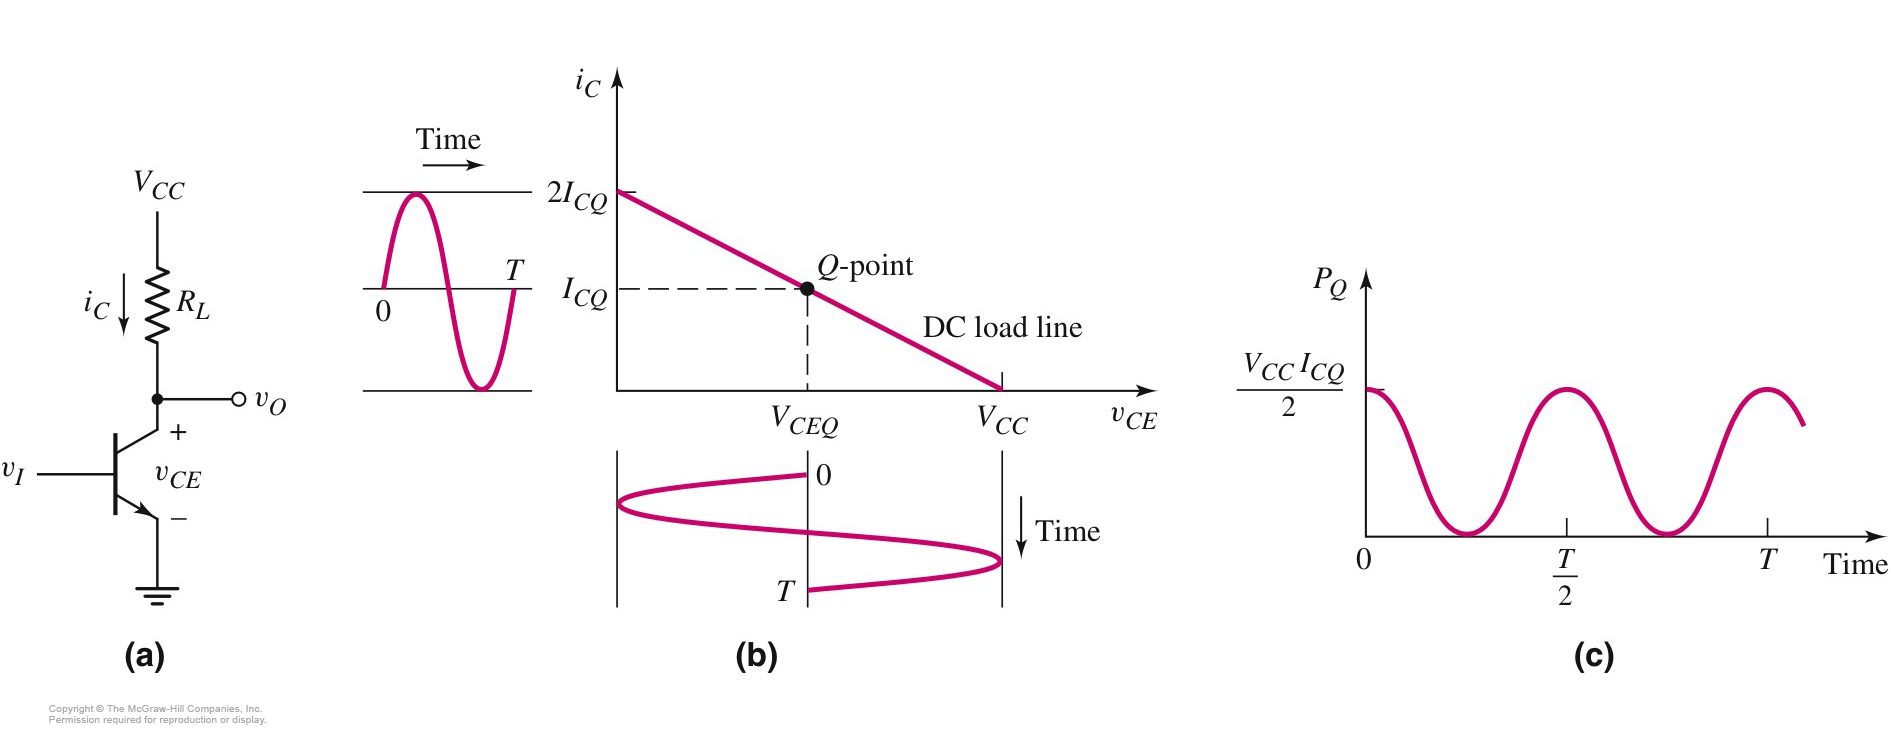 V_CC
i_C
R_L
v_O
+
v_CE
−
v_I
(a)
Time
0
T
i_C
2I_CQ
I_CQ
Q-point
DC load line
V_CEQ
V_CC
v_CE
0
T
Time
(b)
P_Q
V_CC I_CQ
2
0
T
2
T
Time
(c)
Copyright © The McGraw-Hill Companies, Inc.
Permission required for reproduction or display.